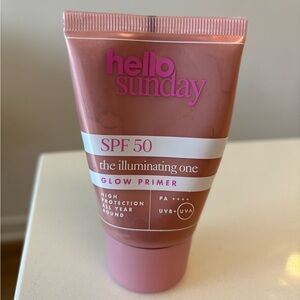 hello
sunday
SPF 50
the illuminating one
GLOW PRIMER
HIGH
PROTECTION
ALL YEAR
ROUND
PA ++++
UVB+ UVA